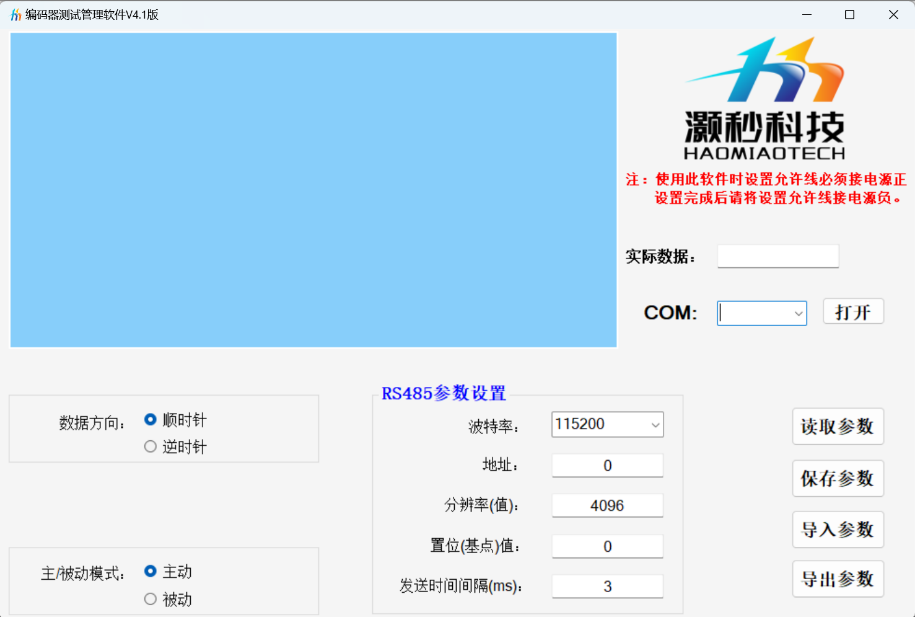 编码器测试管理软件V4.1版
灏秒科技
HAOMIAOTECH
注：使用此软件时设置允许线必须接电源正
设置完成后请将设置允许线接电源负。
实际数据：
COM:
打开
数据方向：
顺时针
逆时针
主/被动模式：
主动
被动
RS485参数设置
波特率：
115200
地址：
0
分辨率(值)：
4096
置位(基点)值：
0
发送时间间隔(ms)：
3
读取参数
保存参数
导入参数
导出参数